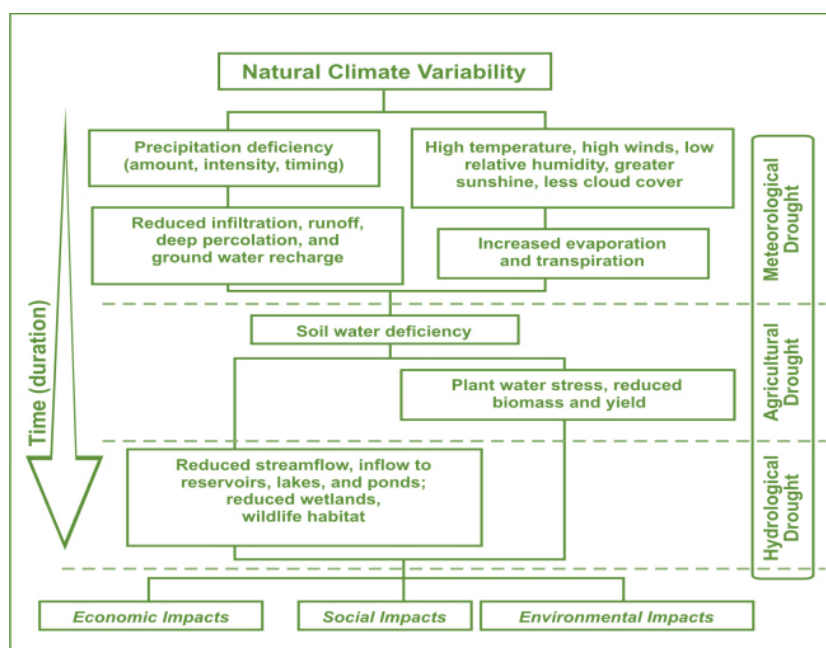 Natural Climate Variability
Precipitation deficiency
(amount, intensity, timing)
High temperature, high winds, low
relative humidity, greater
sunshine, less cloud cover
Reduced infiltration, runoff,
deep percolation, and
ground water recharge
Increased evaporation
and transpiration
Meteorological
Drought
Soil water deficiency
Plant water stress, reduced
biomass and yield
Agricultural
Drought
Time (duration)
Reduced streamflow, inflow to
reservoirs, lakes, and ponds;
reduced wetlands,
wildlife habitat
Hydrological
Drought
Economic Impacts
Social Impacts
Environmental Impacts